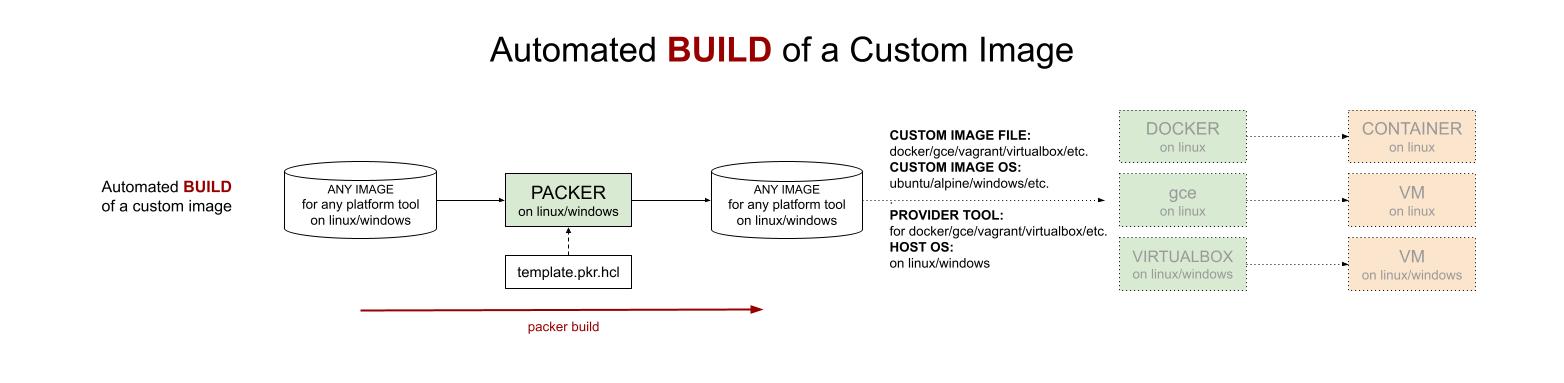 Automated BUILD of a Custom Image
Automated BUILD
of a custom image
ANY IMAGE
for any platform tool
on linux/windows
PACKER
on linux/windows
template.pkr.hcl
packer build
ANY IMAGE
for any platform tool
on linux/windows
CUSTOM IMAGE FILE:
docker/gce/vagrant/virtualbox/etc.
CUSTOM IMAGE OS:
ubuntu/alpine/windows/etc.
.
PROVIDER TOOL:
for docker/gce/vagrant/virtualbox/etc.
HOST OS:
on linux/windows
DOCKER
on linux
CONTAINER
on linux
gce
on linux
VM
on linux
VIRTUALBOX
on linux/windows
VM
on linux/windows